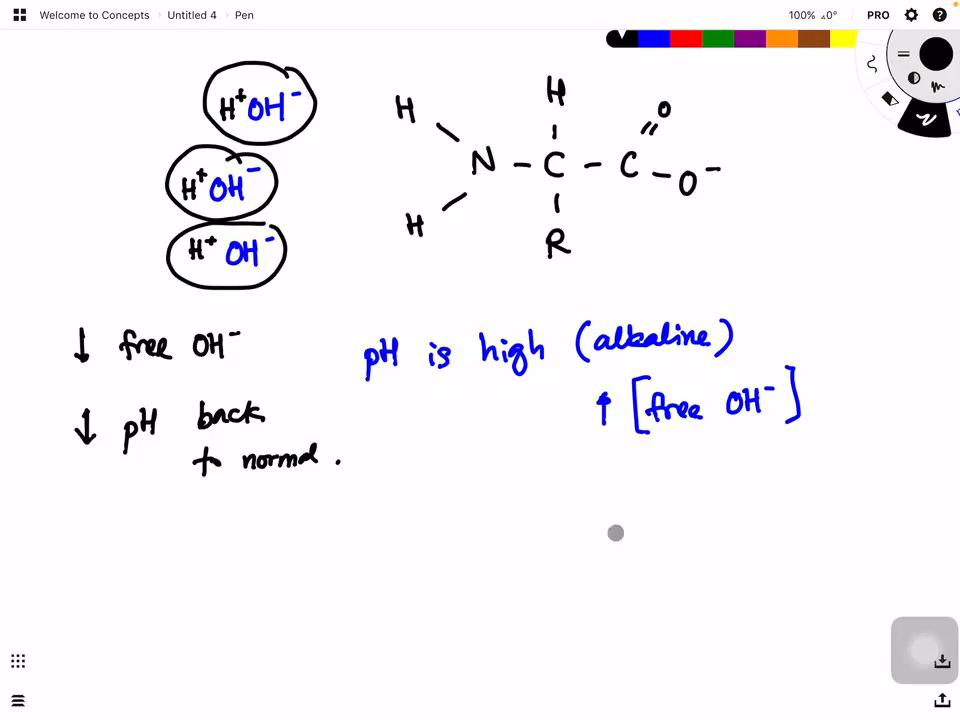 Welcome to Concepts > Untitled 4 > Pen
100% ⊿0°
PRO
H⁺OH⁻
H⁺OH⁻
H⁺ OH⁻
H
H
O
H N – C – C – O⁻
H
R
↓ free OH⁻
↓ pH back
to normal.
pH is high (alkaline)
↑ [free OH⁻]